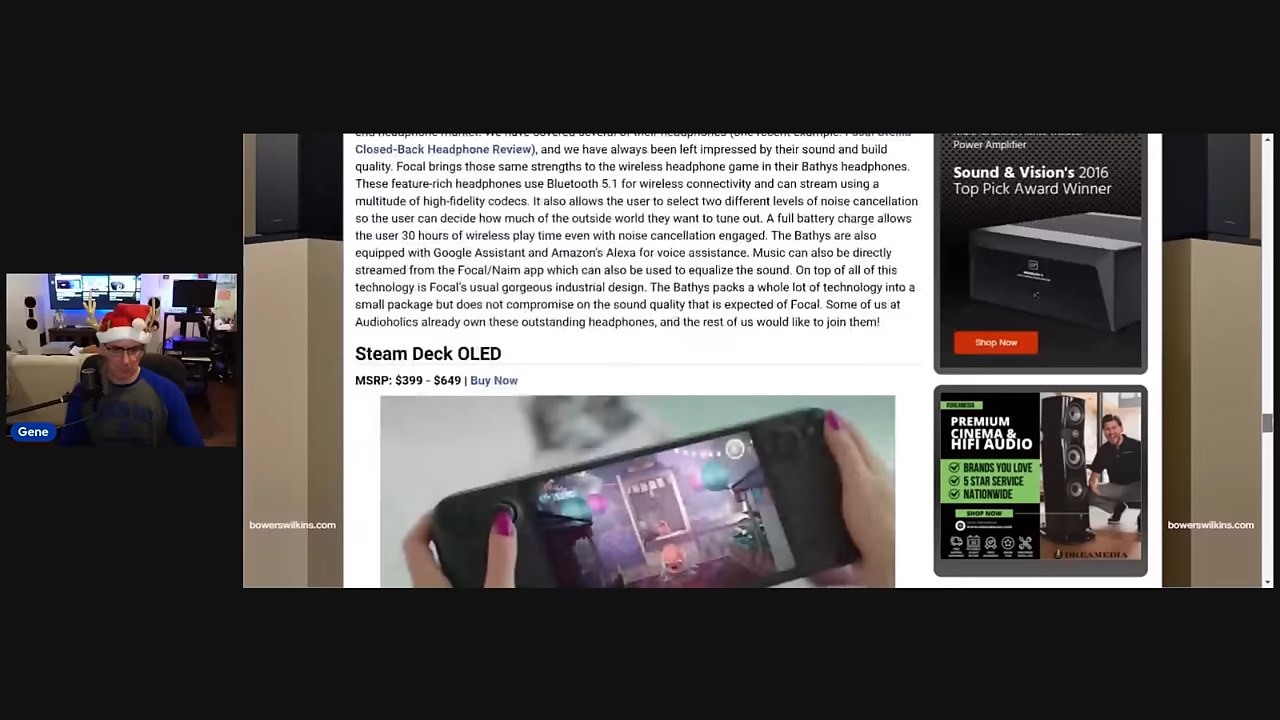 Closed-Back Headphone Review), and we have always been left impressed by their sound and build
quality. Focal brings those same strengths to the wireless headphone game in their Bathys headphones.
These feature-rich headphones use Bluetooth 5.1 for wireless connectivity and can stream using a
multitude of high-fidelity codecs. It also allows the user to select two different levels of noise cancellation
so the user can decide how much of the outside world they want to tune out. A full battery charge allows
the user 30 hours of wireless play time even with noise cancellation engaged. The Bathys are also
equipped with Google Assistant and Amazon's Alexa for voice assistance. Music can also be directly
streamed from the Focal/Naim app which can also be used to equalize the sound. On top of all of this
technology is Focal's usual gorgeous industrial design. The Bathys packs a whole lot of technology into a
small package but does not compromise on the sound quality that is expected of Focal. Some of us at
Audioholics already own these outstanding headphones, and the rest of us would like to join them!
Steam Deck OLED
MSRP: $399 - $649 | Buy Now
Power Amplifier
Sound & Vision's 2016
Top Pick Award Winner
Shop Now
PREMIUM
CINEMA &
HIFI AUDIO
BRANDS YOU LOVE
5 STAR SERVICE
NATIONWIDE
SHOP NOW
DREAMEDIA
Gene
bowerswilkins.com
bowerswilkins.com